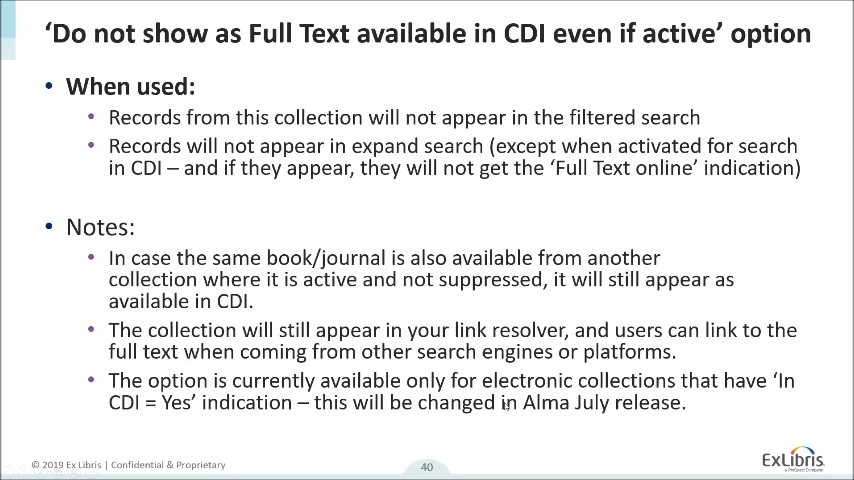 ‘Do not show as Full Text available in CDI even if active’ option
• When used:
• Records from this collection will not appear in the filtered search
• Records will not appear in expand search (except when activated for search
in CDI – and if they appear, they will not get the ‘Full Text online’ indication)
• Notes:
• In case the same book/journal is also available from another
collection where it is active and not suppressed, it will still appear as
available in CDI.
• The collection will still appear in your link resolver, and users can link to the
full text when coming from other search engines or platforms.
• The option is currently available only for electronic collections that have ‘In
CDI = Yes’ indication – this will be changed in Alma July release.
© 2019 Ex Libris | Confidential & Proprietary
40
ExLibris
a ProQuest Company